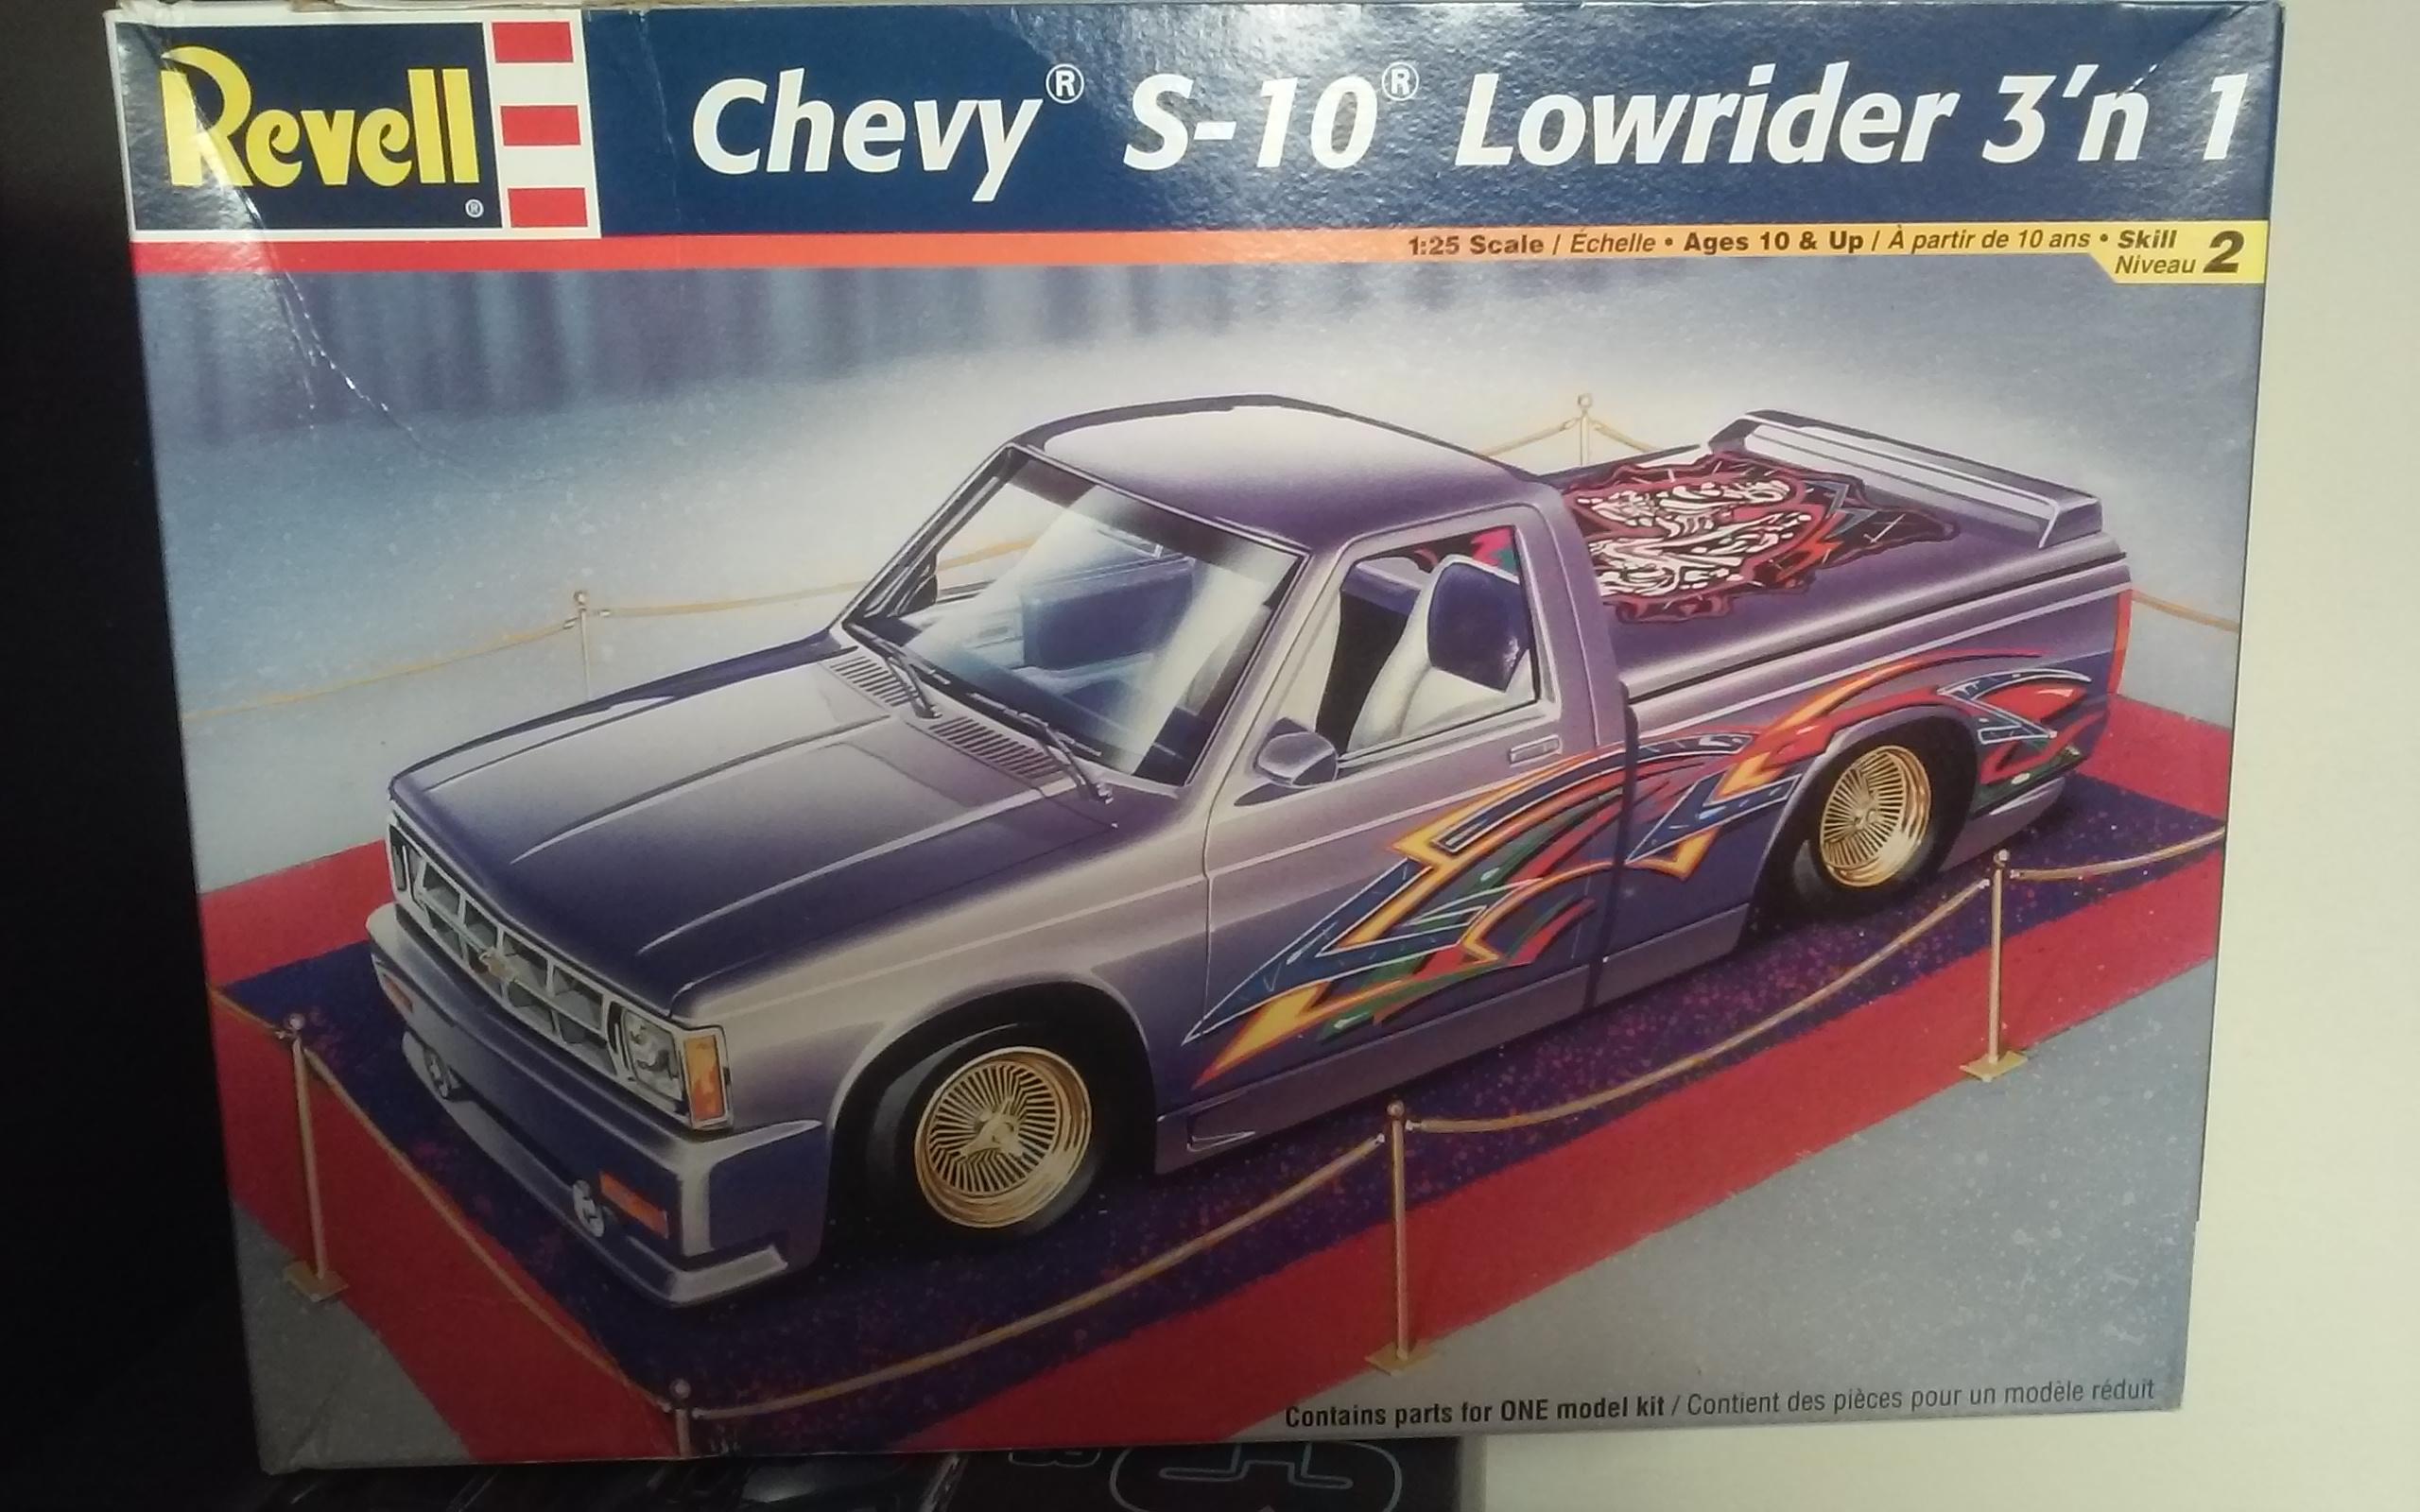 Revell®
Chevy® S-10® Lowrider 3'n 1
1:25 Scale / Échelle • Ages 10 & Up / À partir de 10 ans • Skill 2
Niveau
Contains parts for ONE model kit / Contient des pièces pour un modèle réduit